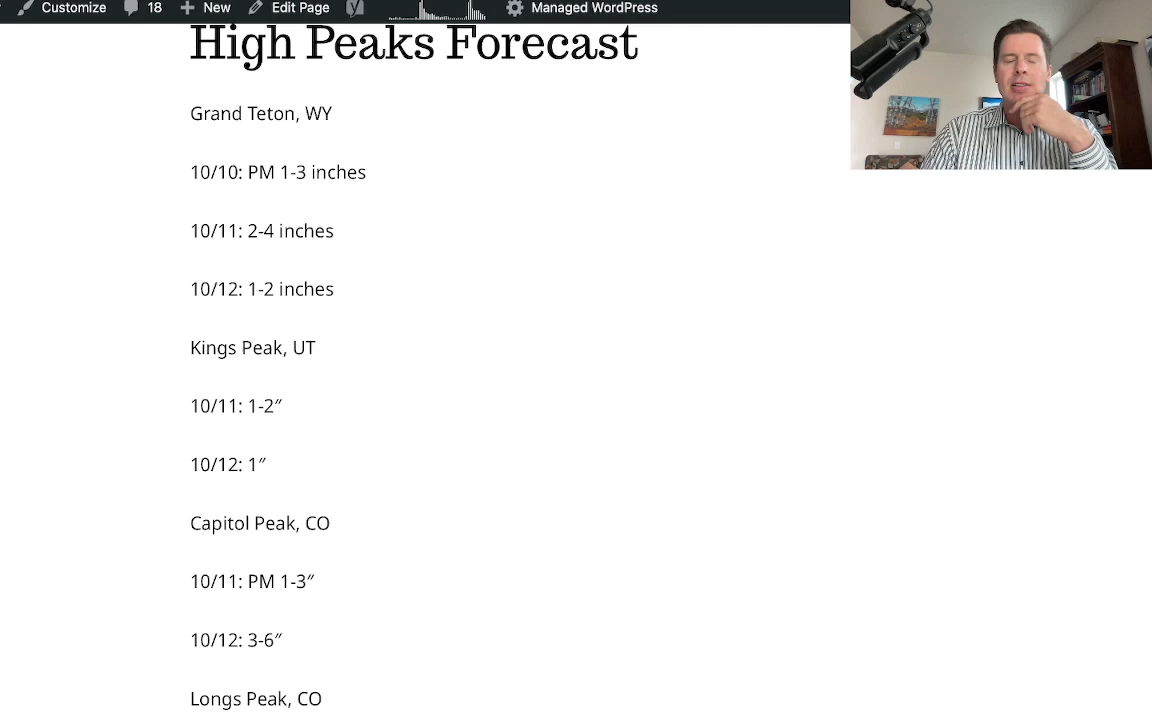 Customize 18 New Edit Page Managed WordPress
High Peaks Forecast
Grand Teton, WY
10/10: PM 1-3 inches
10/11: 2-4 inches
10/12: 1-2 inches
Kings Peak, UT
10/11: 1-2″
10/12: 1″
Capitol Peak, CO
10/11: PM 1-3″
10/12: 3-6″
Longs Peak, CO